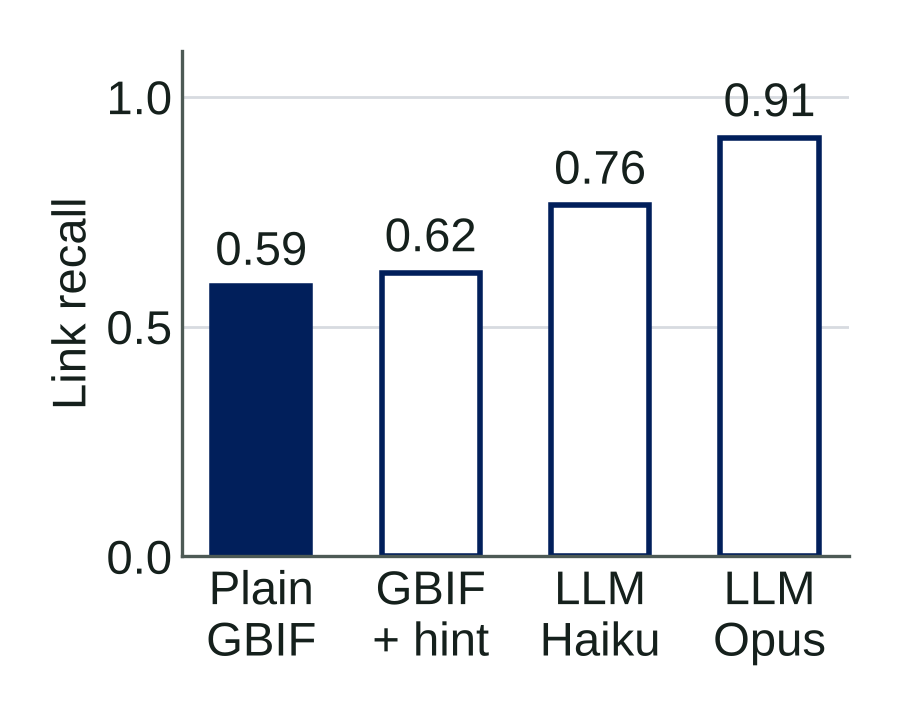 Link recall
1.0
0.5
0.0
0.59
0.62
0.76
0.91
Plain
GBIF
GBIF
+ hint
LLM
Haiku
LLM
Opus